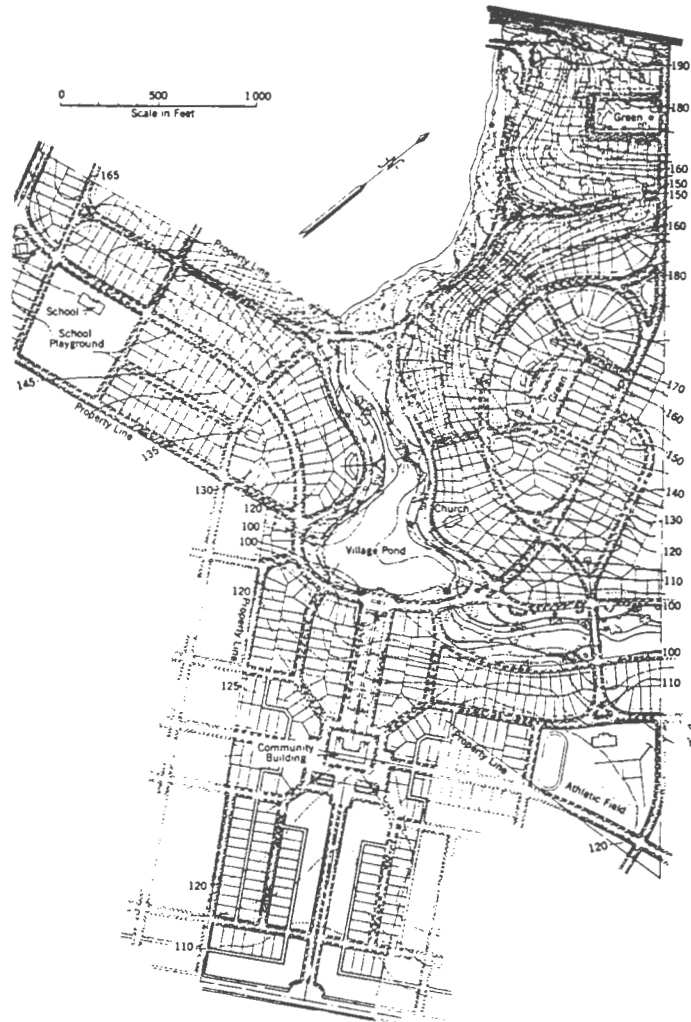 0 500 1 000
Scale in Feet
N
190
180
Green
165
160
150
150
160
Property Line
180
School
School
Playground
145
Property Line
135
130
120
100
100
Green
170
160
150
140
130
120
110
100
Church
Village Pond
120
Property Line
100
110
125
Community
Building
Property Line
Athletic Field
120
120
110